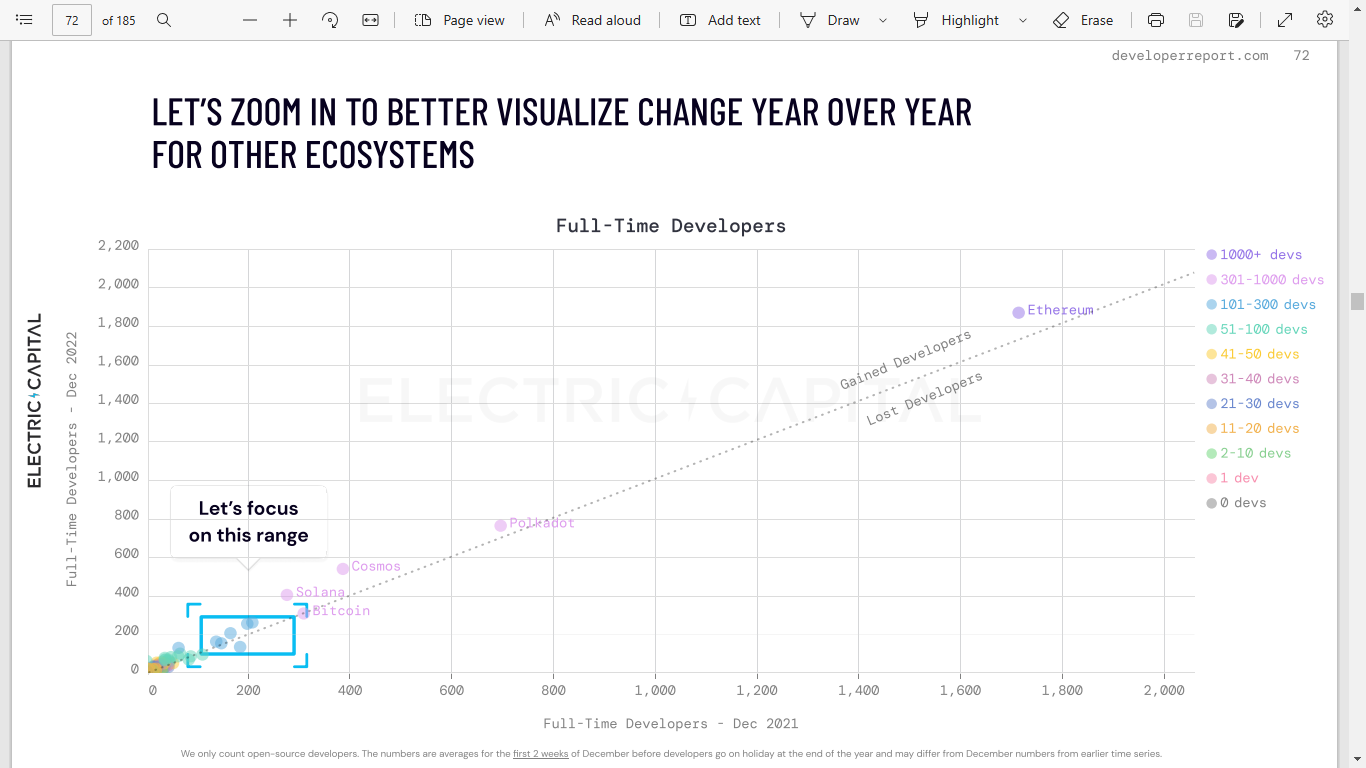 72 of 185 Page view Read aloud Add text Draw Highlight Erase
developerreport.com 72
LET’S ZOOM IN TO BETTER VISUALIZE CHANGE YEAR OVER YEAR
FOR OTHER ECOSYSTEMS
Full-Time Developers
2,200
2,000
1,800
1,600
1,400
1,200
1,000
800
600
400
200
0
Full-Time Developers - Dec 2022
ELECTRIC CAPITAL
ELECTRIC CAPITAL
Ethereum
Gained Developers
Lost Developers
Let’s focus
on this range
Polkadot
Cosmos
Solana
Bitcoin
1000+ devs
301-1000 devs
101-300 devs
51-100 devs
41-50 devs
31-40 devs
21-30 devs
11-20 devs
2-10 devs
1 dev
0 devs
0 200 400 600 800 1,000 1,200 1,400 1,600 1,800 2,000
Full-Time Developers - Dec 2021
We only count open-source developers. The numbers are averages for the first 2 weeks of December before developers go on holiday at the end of the year and may differ from December numbers from earlier time series.